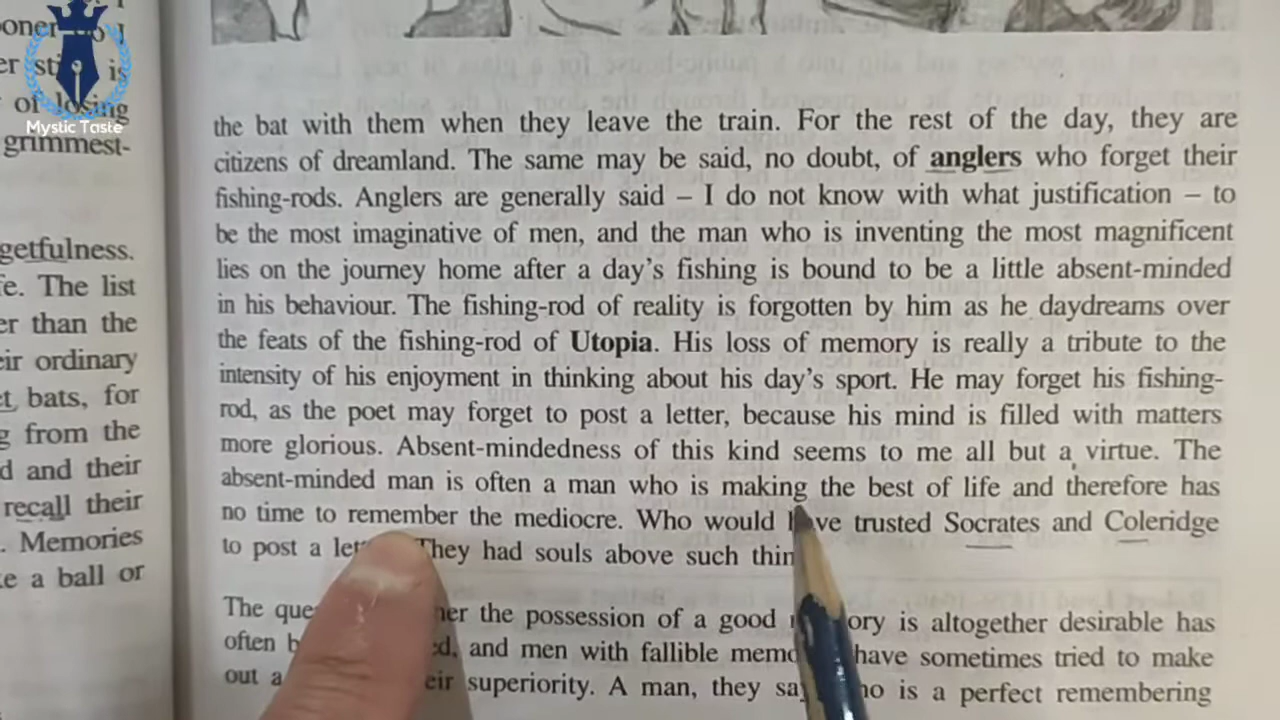 ooner do I
er still is
of losing
grimmest-
getfulness.
fe. The list
er than the
eir ordinary
et bats, for
g from the
d and their
recall their
. Memories
ke a ball or
Mystic Taste
the bat with them when they leave the train. For the rest of the day, they are
citizens of dreamland. The same may be said, no doubt, of anglers who forget their
fishing-rods. Anglers are generally said – I do not know with what justification – to
be the most imaginative of men, and the man who is inventing the most magnificent
lies on the journey home after a day's fishing is bound to be a little absent-minded
in his behaviour. The fishing-rod of reality is forgotten by him as he daydreams over
the feats of the fishing-rod of Utopia. His loss of memory is really a tribute to the
intensity of his enjoyment in thinking about his day's sport. He may forget his fishing-
rod, as the poet may forget to post a letter, because his mind is filled with matters
more glorious. Absent-mindedness of this kind seems to me all but a virtue. The
absent-minded man is often a man who is making the best of life and therefore has
no time to remember the mediocre. Who would have trusted Socrates and Coleridge
to post a They had souls above such
The the possession of a good is altogether desirable has
often and men with fallible have sometimes tried to make
out superiority. A man, they say is a perfect remembering